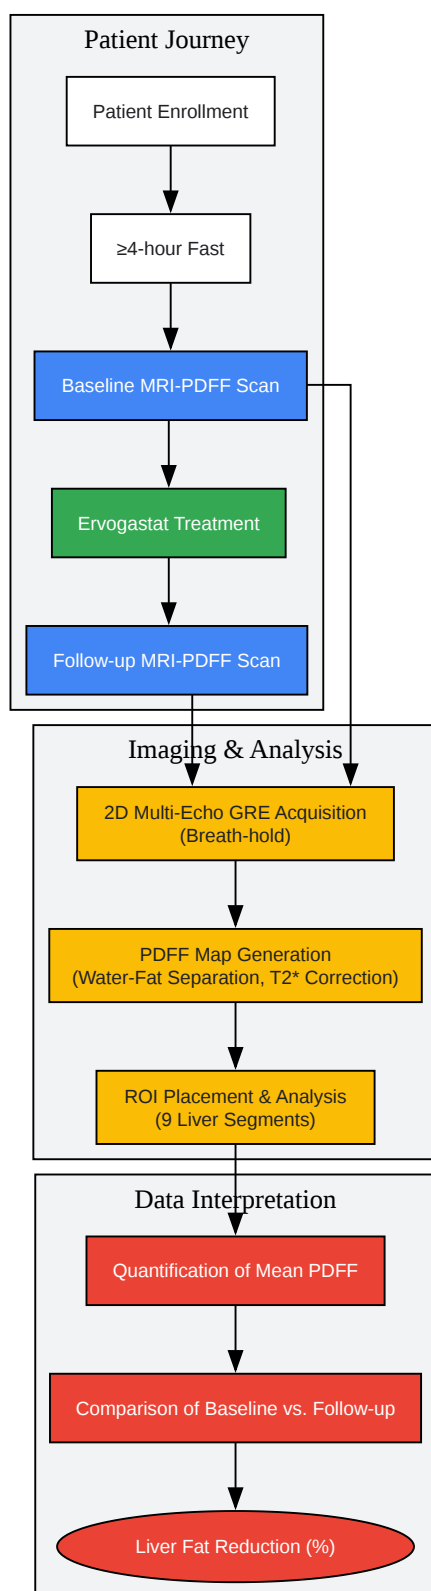 Patient Journey
Patient Enrollment
≥4-hour Fast
Baseline MRI-PDFF Scan
Ervogastat Treatment
Follow-up MRI-PDFF Scan
Imaging & Analysis
2D Multi-Echo GRE Acquisition
(Breath-hold)
PDFF Map Generation
(Water-Fat Separation, T2* Correction)
ROI Placement & Analysis
(9 Liver Segments)
Data Interpretation
Quantification of Mean PDFF
Comparison of Baseline vs. Follow-up
Liver Fat Reduction (%)